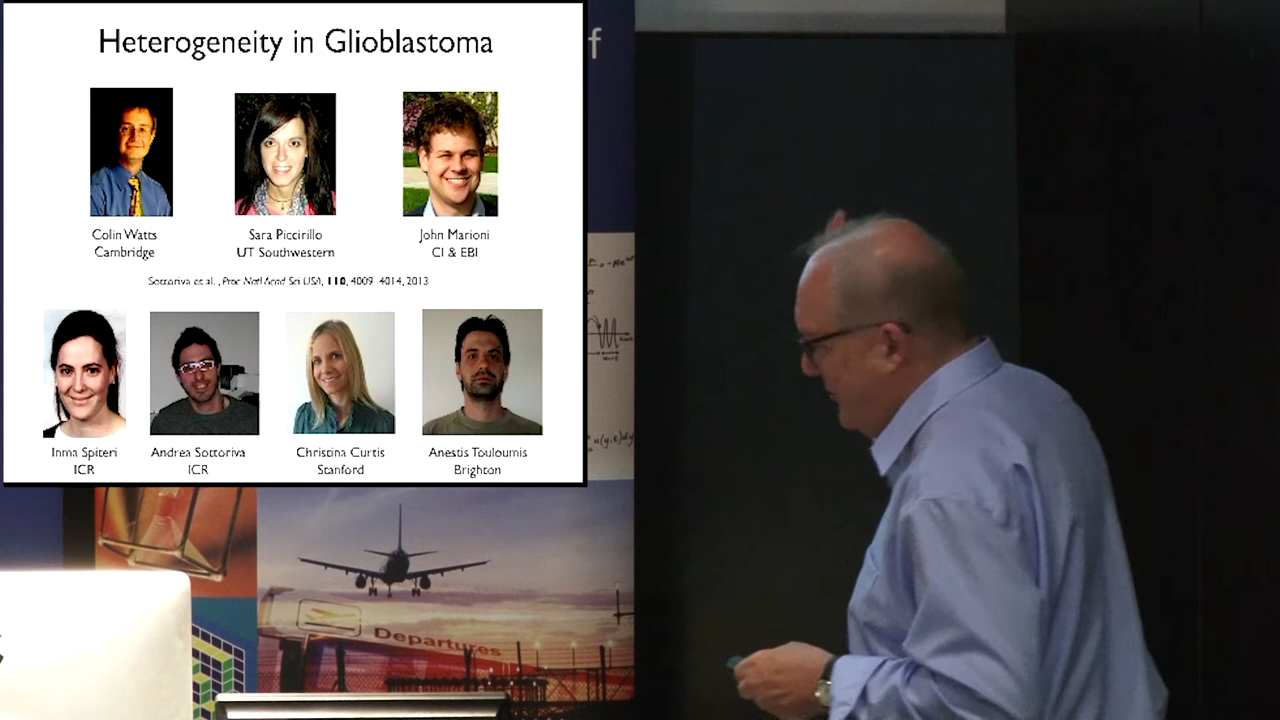 Heterogeneity in Glioblastoma
f
Colin Watts
Cambridge
Sara Piccirillo
UT Southwestern
John Marioni
CI & EBI
Sottoriva et al., Proc Natl Acad Sci USA, 110, 4009-4014, 2013
Inma Spiteri
ICR
Andrea Sottoriva
ICR
Christina Curtis
Stanford
Anestis Touloumis
Brighton
Departures